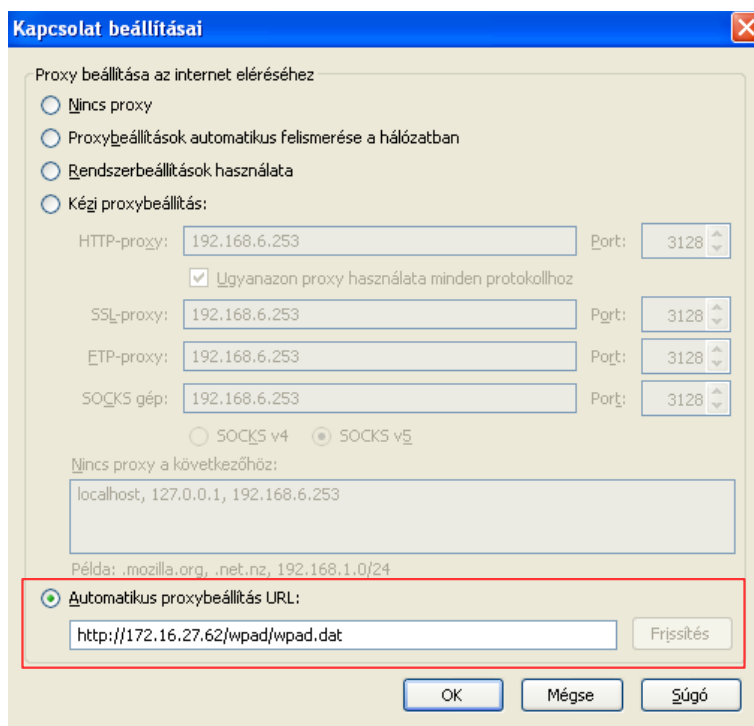 Kapcsolat beállításai
Proxy beállítása az internet eléréséhez
Nincs proxy
Proxybeállítások automatikus felismerése a hálózatban
Rendszerbeállítások használata
Kézi proxybeállítás:
HTTP-proxy: 192.168.6.253 Port: 3128
Ugyanazon proxy használata minden protokollhoz
SSL-proxy: 192.168.6.253 Port: 3128
FTP-proxy: 192.168.6.253 Port: 3128
SOCKS gép: 192.168.6.253 Port: 3128
SOCKS v4 SOCKS v5
Nincs proxy a következőhöz:
localhost, 127.0.0.1, 192.168.6.253
Példa: .mozilla.org, .net.nz, 192.168.1.0/24
Automatikus proxybeállítás URL:
http://172.16.27.62/wpad/wpad.dat Frissítés
OK Mégse Súgó